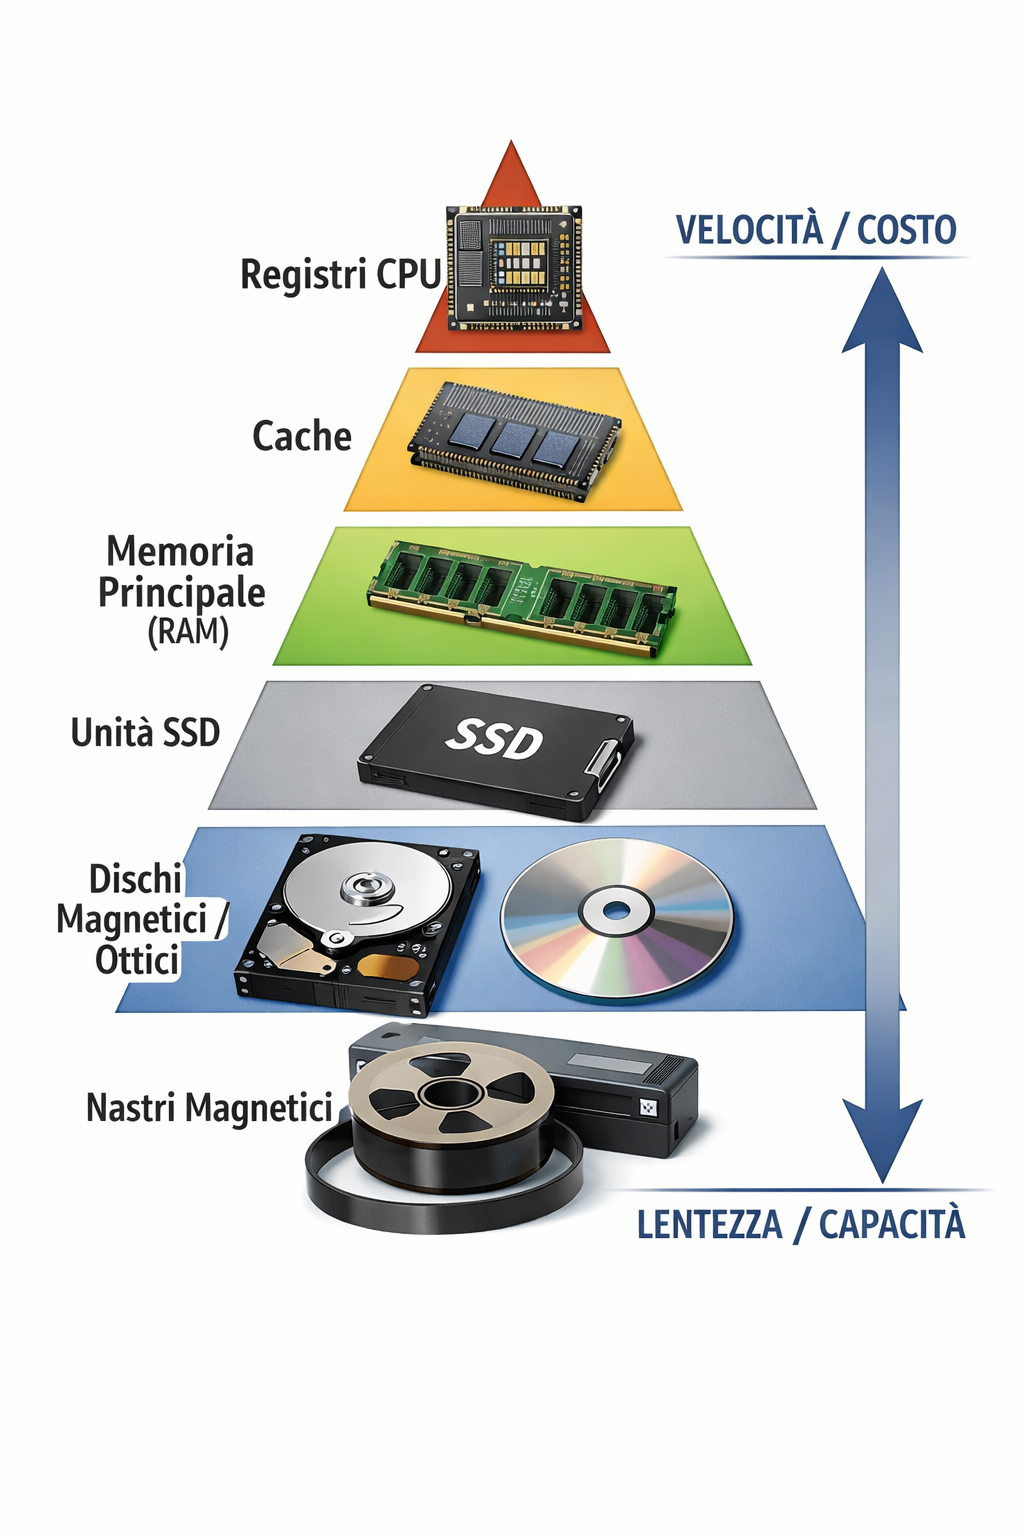 VELOCITÀ / COSTO
Registri CPU
Cache
Memoria
Principale
(RAM)
Unità SSD
SSD
Dischi
Magnetici /
Ottici
Nastri Magnetici
LENTEZZA / CAPACITÀ